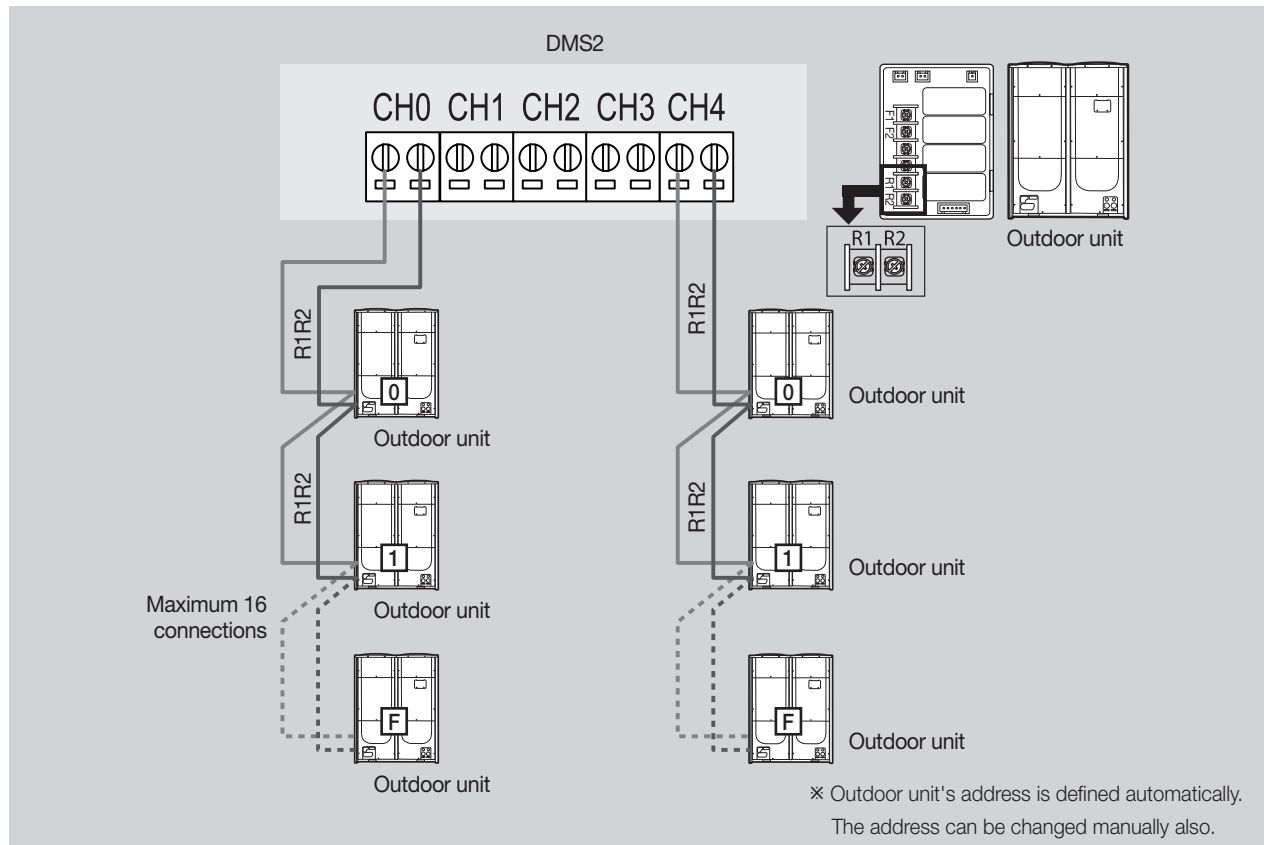 DMS2
CH0 CH1 CH2 CH3 CH4
F1
F2
R1
R2
R1 R2
Outdoor unit
R1R2
R1R2
0
0
Outdoor unit
Outdoor unit
R1R2
R1R2
1
1
Outdoor unit
Outdoor unit
Maximum 16
connections
F
F
Outdoor unit
Outdoor unit
※ Outdoor unit's address is defined automatically.
The address can be changed manually also.